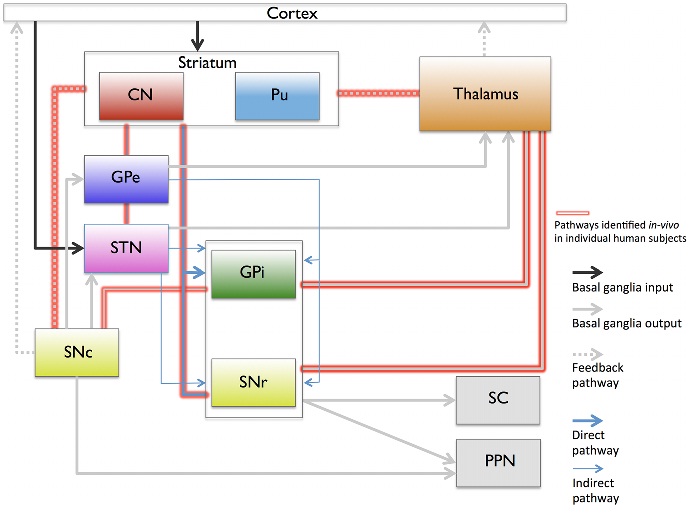 Cortex
Striatum
CN
Pu
Thalamus
GPe
STN
GPi
SNc
SNr
SC
PPN
Pathways identified in-vivo
in individual human subjects
Basal ganglia input
Basal ganglia output
Feedback
pathway
Direct
pathway
Indirect
pathway